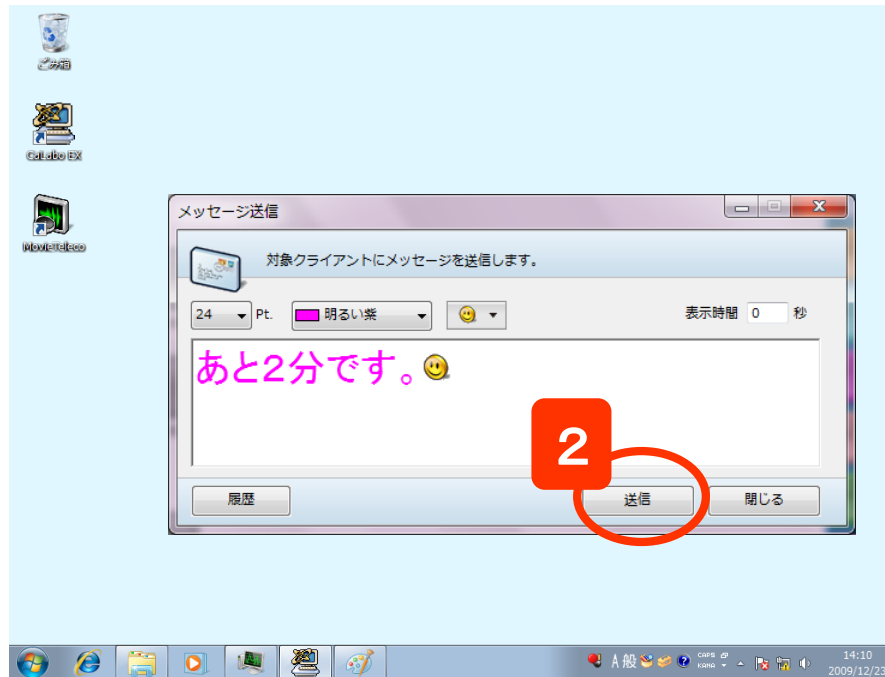 ごみ箱
CaLabo EX
MovieTeleco
メッセージ送信
対象クライアントにメッセージを送信します。
24 Pt. 明るい紫 表示時間 0 秒
あと2分です。
2
履歴 送信 閉じる
A 般 CAPS KANA 14:10
2009/12/23